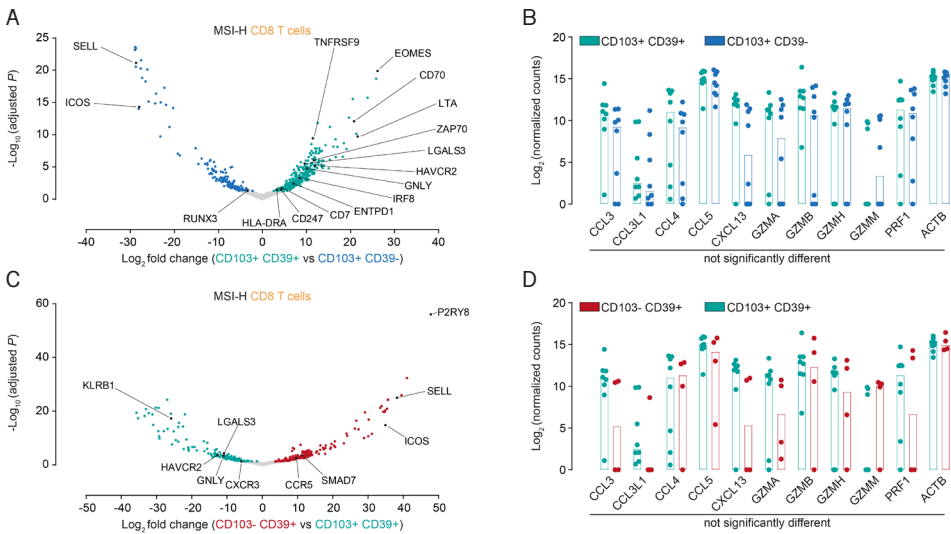 A
MSI-H CD8 T cells
-Log10 (adjusted P)
25
20
15
10
5
0
SELL
ICOS
RUNX3
TNFRSF9
EOMES
CD70
LTA
ZAP70
LGALS3
HAVCR2
GNLY
IRF8
ENTPD1
CD7
CD247
HLA-DRA
-40 -30 -20 -10 0 10 20 30 40
Log2 fold change (CD103+ CD39+ vs CD103+ CD39-)
B
CD103+ CD39+ CD103+ CD39-
Log2 (normalized counts)
20
15
10
5
0
CCL3 CCL3L1 CCL4 CCL5 CXCL13 GZMA GZMB GZMH GZMM PRF1 ACTB
not significantly different
C
MSI-H CD8 T cells
-Log10 (adjusted P)
60
40
20
0
P2RY8
KLRB1
LGALS3
SELL
ICOS
HAVCR2
GNLY
CXCR3
CCR5
SMAD7
-50 -40 -30 -20 -10 0 10 20 30 40 50
Log2 fold change (CD103- CD39+ vs CD103+ CD39+)
D
CD103- CD39+ CD103+ CD39+
Log2 (normalized counts)
20
15
10
5
0
CCL3 CCL3L1 CCL4 CCL5 CXCL13 GZMA GZMB GZMH GZMM PRF1 ACTB
not significantly different